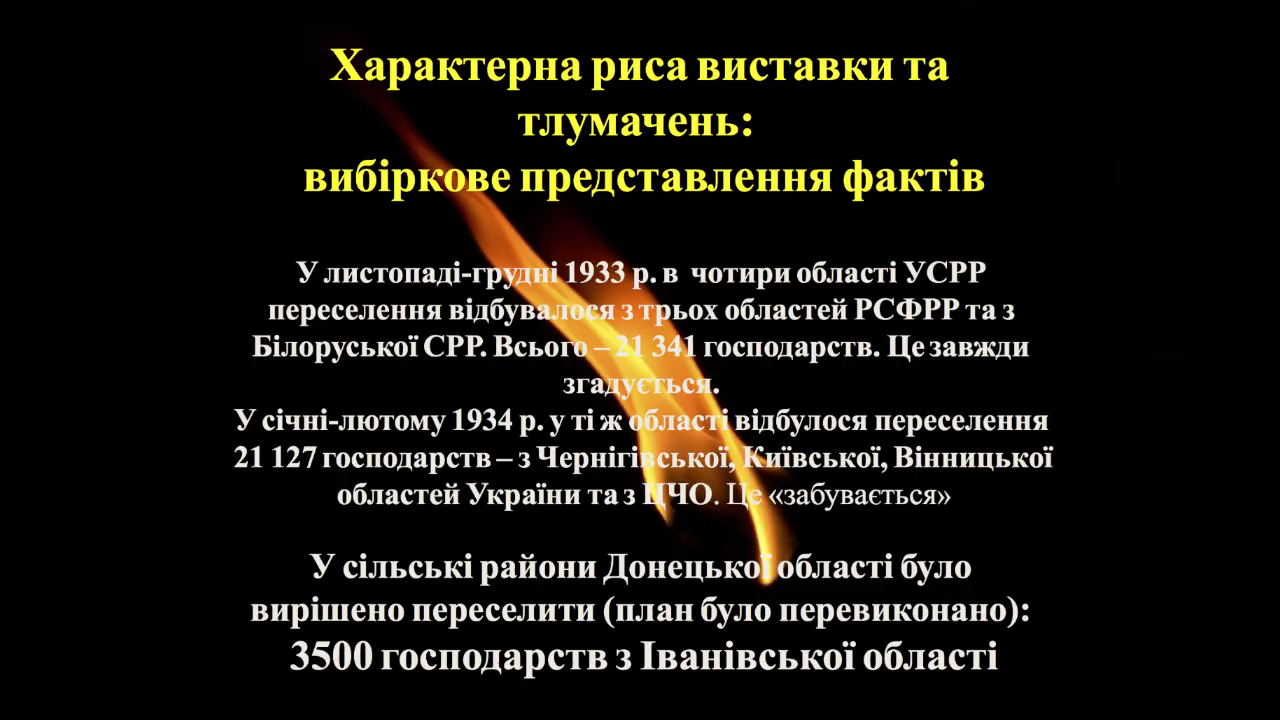 Характерна риса виставки та
тлумачень:
вибіркове представлення фактів
У листопаді-грудні 1933 р. в чотири області УСРР
переселення відбувалося з трьох областей РСФРР та з
Білоруської СРР. Всього – 21 341 господарств. Це завжди
згадується.
У січні-лютому 1934 р. у ті ж області відбулося переселення
21 127 господарств – з Чернігівської, Київської, Вінницької
областей України та з ЦЧО. Це «забувається»
У сільські райони Донецької області було
вирішено переселити (план було перевиконано):
3500 господарств з Іванівської області